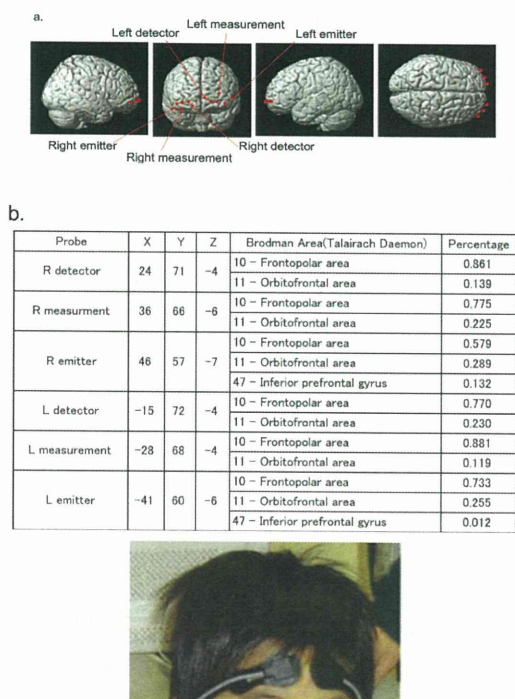 a.
Left measurement
Left detector
Left emitter
Right emitter
Right detector
Right measurement
b.
Probe X Y Z Brodman Area(Talairach Daemon) Percentage
R detector 24 71 -4 10 - Frontopolar area 0.861
11 - Orbitofrontal area 0.139
R measurment 36 66 -6 10 - Frontopolar area 0.775
11 - Orbitofrontal area 0.225
R emitter 46 57 -7 10 - Frontopolar area 0.579
11 - Orbitofrontal area 0.289
47 - Inferior prefrontal gyrus 0.132
L detector -15 72 -4 10 - Frontopolar area 0.770
11 - Orbitofrontal area 0.230
L measurement -28 68 -4 10 - Frontopolar area 0.881
11 - Orbitofrontal area 0.119
L emitter -41 60 -6 10 - Frontopolar area 0.733
11 - Orbitofrontal area 0.255
47 - Inferior prefrontal gyrus 0.012